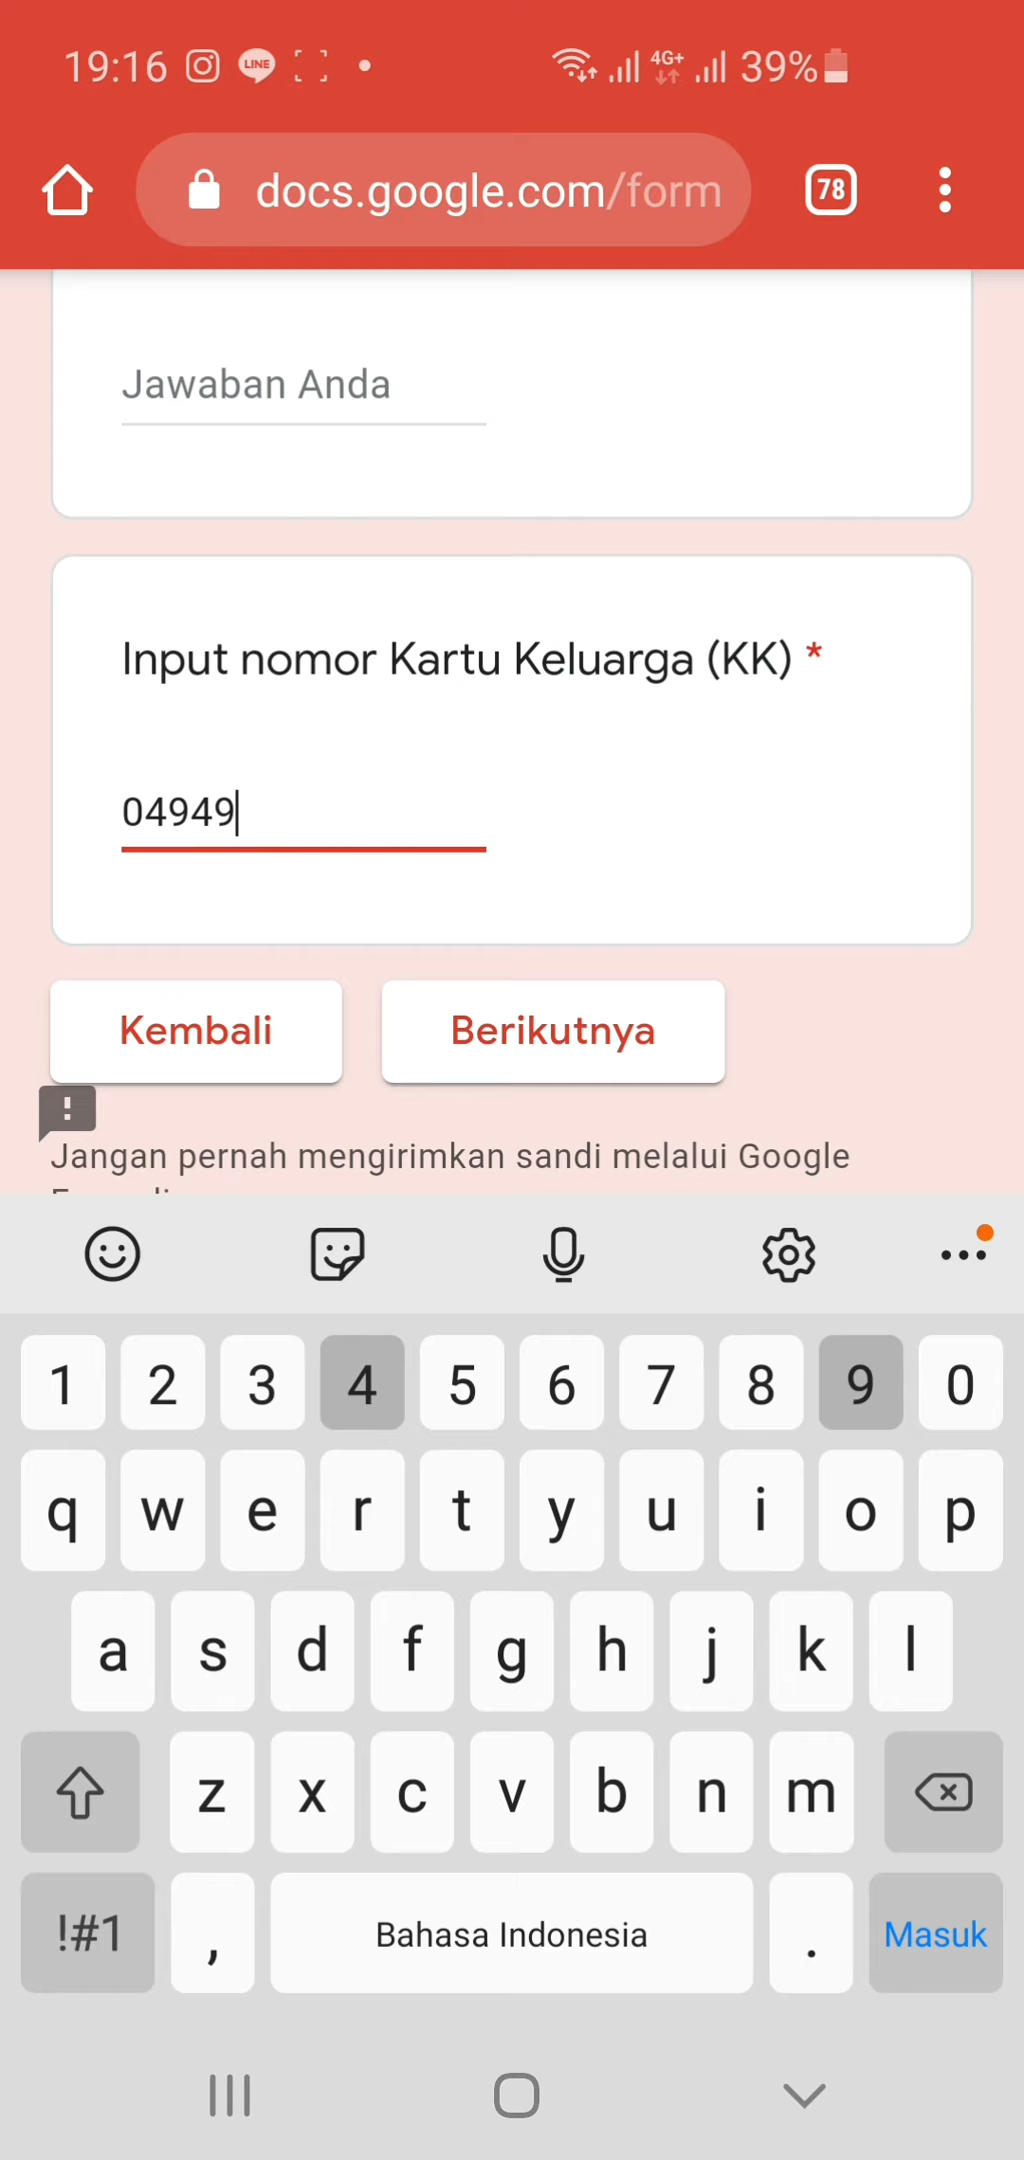 19:16 LINE 4G+ 39%
docs.google.com/form 78
Jawaban Anda
Input nomor Kartu Keluarga (KK) *
04949
Kembali Berikutnya
!
Jangan pernah mengirimkan sandi melalui Google
1 2 3 4 5 6 7 8 9 0
q w e r t y u i o p
a s d f g h j k l
z x c v b n m
!#1 , Bahasa Indonesia . Masuk